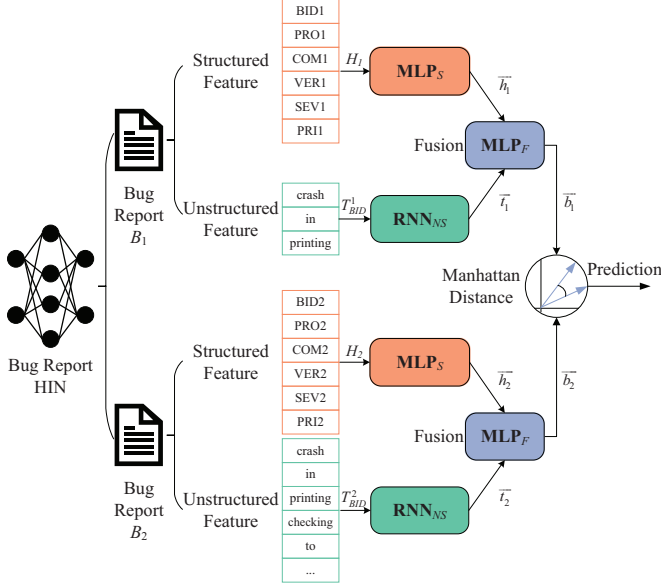 Bug Report
HIN
Bug
Report
B1
Structured
Feature
BID1
PRO1
COM1
VER1
SEV1
PRI1
H1
MLPS
h1
Unstructured
Feature
crash
in
printing
T1BID
RNNNS
t1
Fusion
MLPF
b1
Manhattan
Distance
Prediction
Bug
Report
B2
Structured
Feature
BID2
PRO2
COM2
VER2
SEV2
PRI2
H2
MLPS
h2
Unstructured
Feature
crash
in
printing
checking
to
...
T2BID
RNNNS
t2
Fusion
MLPF
b2